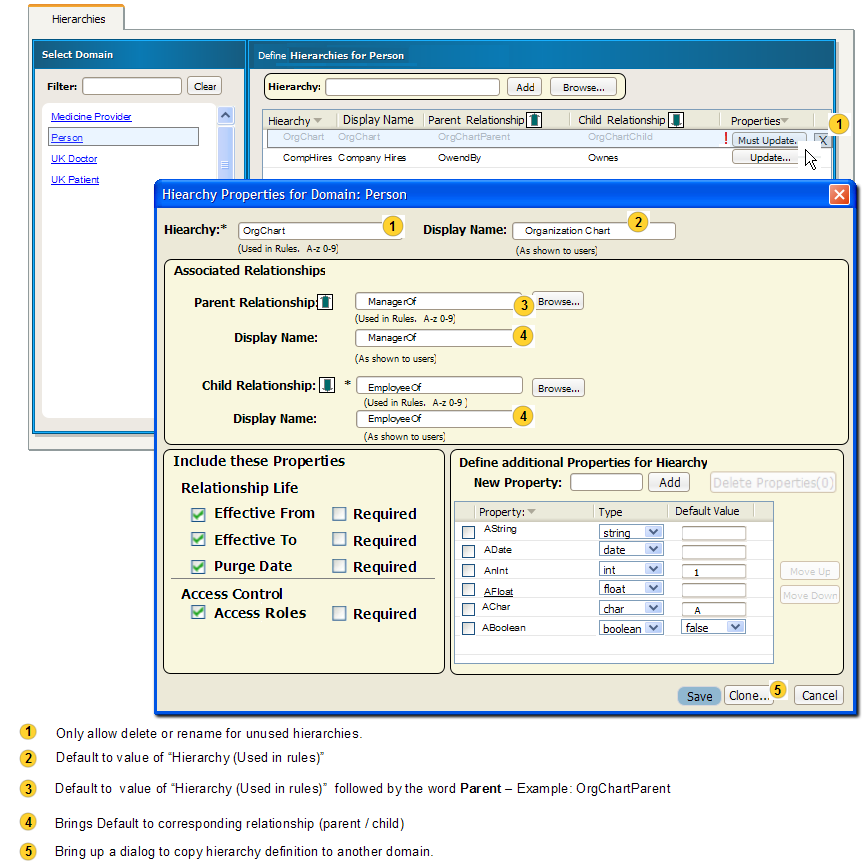 Hierarchies
Select Domain
Filter: Clear
Medicine Provider
Person
UK Doctor
UK Patient
Define Hierarchies for Person
Hierarchy: Add Browse...
Hiearchy Display Name Parent Relationship Child Relationship Properties 1
OrgChart OrgChart OrgChartParent OrgChartChild ! Must Update. X
CompHires Company Hires OwendBy Ownes Update...
Hiearchy Properties for Domain: Person
Hiearchy:* OrgChart 1 Display Name: Organization Chart 2
(Used in Rules. A-z 0-9) (As shown to users)
Associated Relationships
Parent Relationship: ManagerOf 3 Browse...
(Used in Rules. A-z 0-9)
Display Name: ManagerOf 4
(As shown to users)
Child Relationship: * EmployeeOf Browse...
(Used in Rules. A-z 0-9 )
Display Name: EmployeeOf 4
(As shown to users)
Include these Properties
Relationship Life
Effective From Required
Effective To Required
Purge Date Required
Access Control
Access Roles Required
Define additional Properties for Hiearchy
New Property: Add Delete Properties(0)
Property: Type Default Value
AString string
ADate date
AnInt int 1
AFloat float
AChar char A
ABoolean boolean false
Move Up
Move Down
Save Clone... 5 Cancel
1 Only allow delete or rename for unused hierarchies.
2 Default to value of “Hierarchy (Used in rules)”
3 Default to value of “Hierarchy (Used in rules)” followed by the word Parent – Example: OrgChartParent
4 Brings Default to corresponding relationship (parent / child)
5 Bring up a dialog to copy hierarchy definition to another domain.